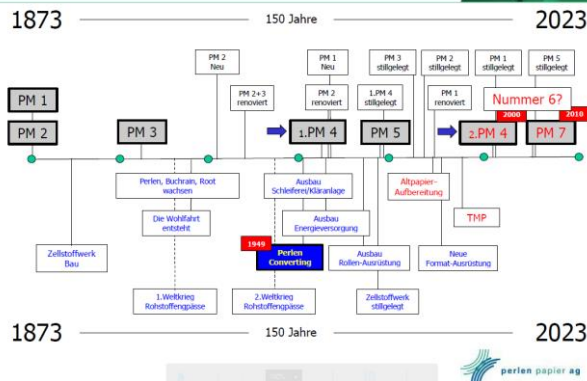 1873
150 Jahre
2023
PM 2
Neu
PM 1
Neu
PM 3
stillgelegt
PM 2
stillgelegt
PM 1
stillgelegt
PM 5
stillgelegt
PM 2+3
renoviert
PM 2
renoviert
1.PM 4
stillgelegt
PM 1
renoviert
Nummer 6?
2000
2010
PM 1
PM 2
PM 3
1.PM 4
PM 5
2.PM 4
PM 7
Perlen, Buchrain, Root
wachsen
Ausbau
Schleiferei/Kläranlage
Altpapier-
Aufbereitung
Die Wohlfahrt
entsteht
Ausbau
Energieversorgung
TMP
1949
Zellstoffwerk
Bau
Perlen
Converting
Ausbau
Rollen-Ausrüstung
Neue
Format-Ausrüstung
1.Weltkrieg
Rohstoffengpässe
2.Weltkrieg
Rohstoffengpässe
Zellstoffwerk
stillgelegt
1873
150 Jahre
2023
perlen papier ag